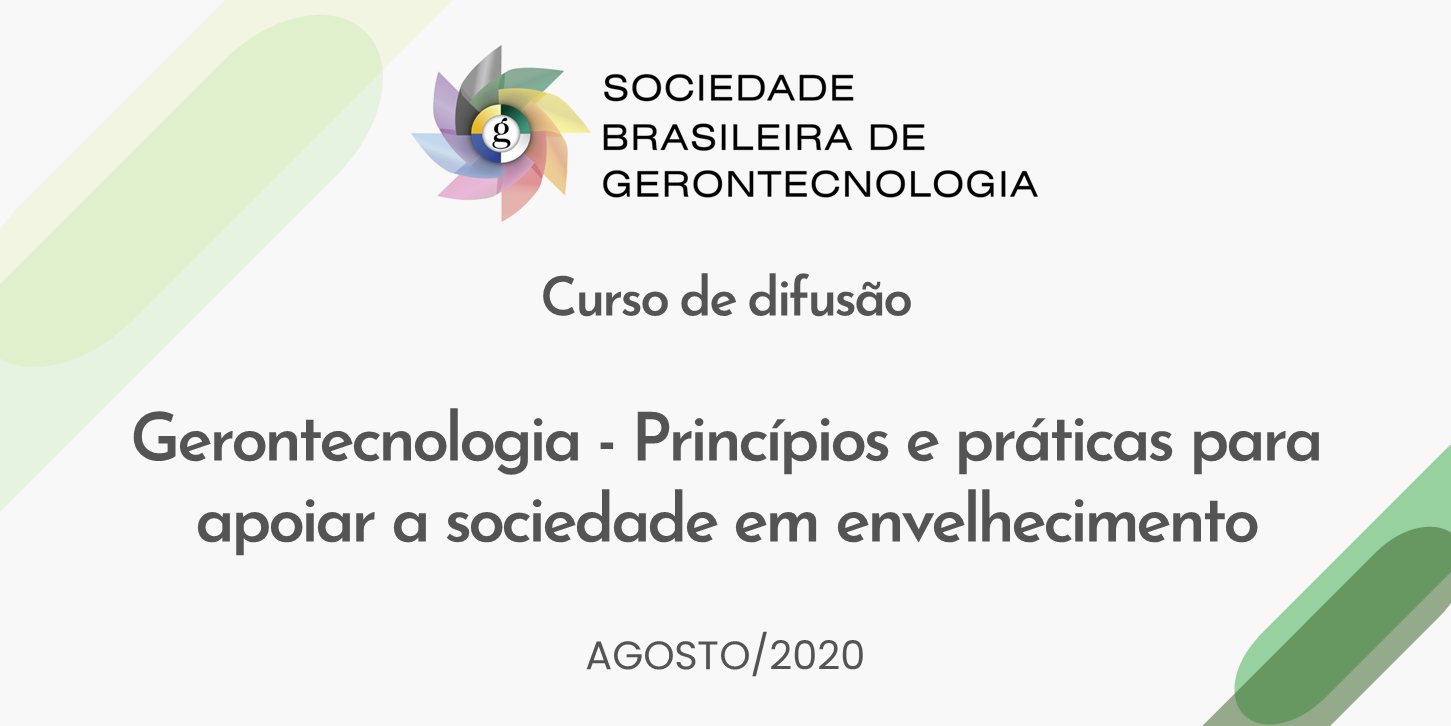 ǵ
SOCIEDADE
BRASILEIRA DE
GERONTECNOLOGIA
Curso de difusão
Gerontecnologia - Princípios e práticas para
apoiar a sociedade em envelhecimento
AGOSTO/2020